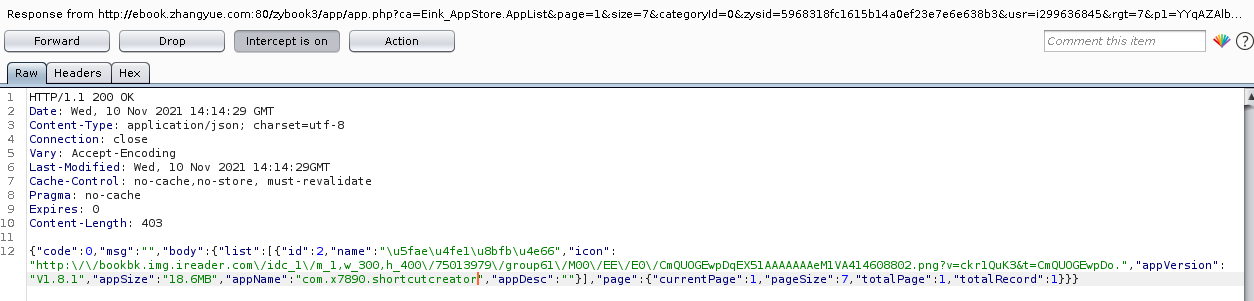 Response from http://ebook.zhangyue.com:80/zybook3/app/app.php?ca=Eink_AppStore.AppList&page=1&size=7&categoryId=0&zysid=5968318fc1615b14a0ef23e7e6e638b3&usr=i299636845&rgt=7&p1=YYqAZAlb...
Forward Drop Intercept is on Action Comment this item ?
Raw Headers Hex
1 HTTP/1.1 200 OK
2 Date: Wed, 10 Nov 2021 14:14:29 GMT
3 Content-Type: application/json; charset=utf-8
4 Connection: close
5 Vary: Accept-Encoding
6 Last-Modified: Wed, 10 Nov 2021 14:14:29GMT
7 Cache-Control: no-cache,no-store, must-revalidate
8 Pragma: no-cache
9 Expires: 0
10 Content-Length: 403
11
12 {"code":0,"msg":"","body":{"list":[{"id":2,"name":"\u5fae\u4fe1\u8bfb\u4e66","icon":
"http:\/\/bookbk.img.ireader.com\/idc_1\/m_1,w_300,h_400\/75013979\/group61\/M00\/EE\/E0\/CmQUOGEwpDqEX51AAAAAAAeM1VA414608802.png?v=ckr1QuK3&t=CmQUOGEwpDo.","appVersion":
"V1.8.1","appSize":"18.6MB","appName":"com.x7890.shortcutcreator","appDesc":""}],"page":{"currentPage":1,"pageSize":7,"totalPage":1,"totalRecord":1}}}